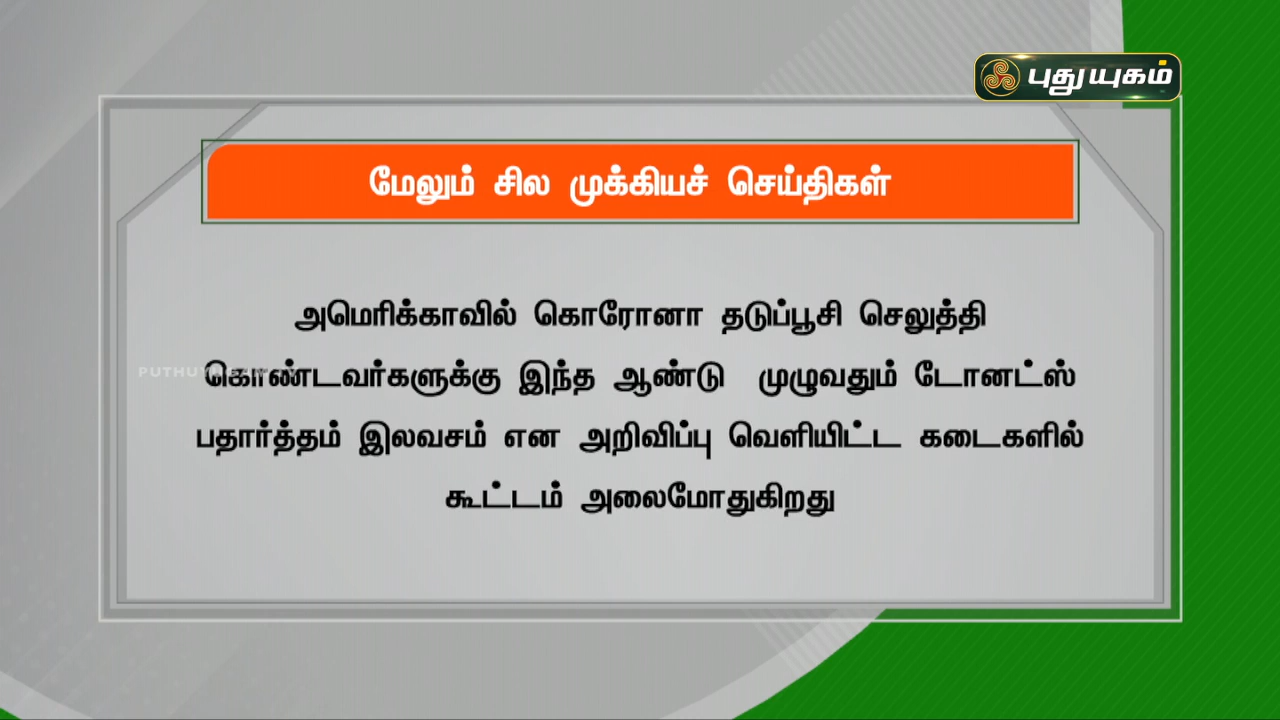 புதுயுகம்
மேலும் சில முக்கியச் செய்திகள்
அமெரிக்காவில் கொரோனா தடுப்பூசி செலுத்தி
கொண்டவர்களுக்கு இந்த ஆண்டு முழுவதும் டோனட்ஸ்
பதார்த்தம் இலவசம் என அறிவிப்பு வெளியிட்ட கடைகளில்
கூட்டம் அலைமோதுகிறது